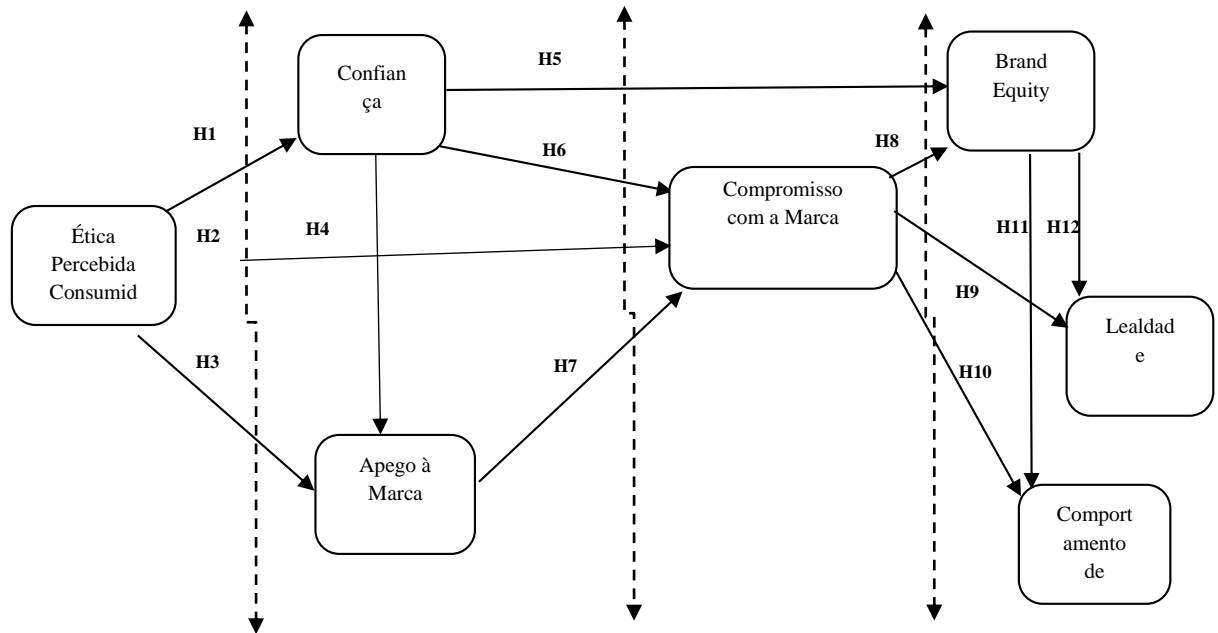 Confian
ça
H5
Brand
Equity
H1
H6
H8
Compromisso
com a Marca
Ética
Percebida
Consumid
H2
H4
H11
H12
H9
Lealdad
e
H3
H7
H10
Apego à
Marca
Comport
amento
de